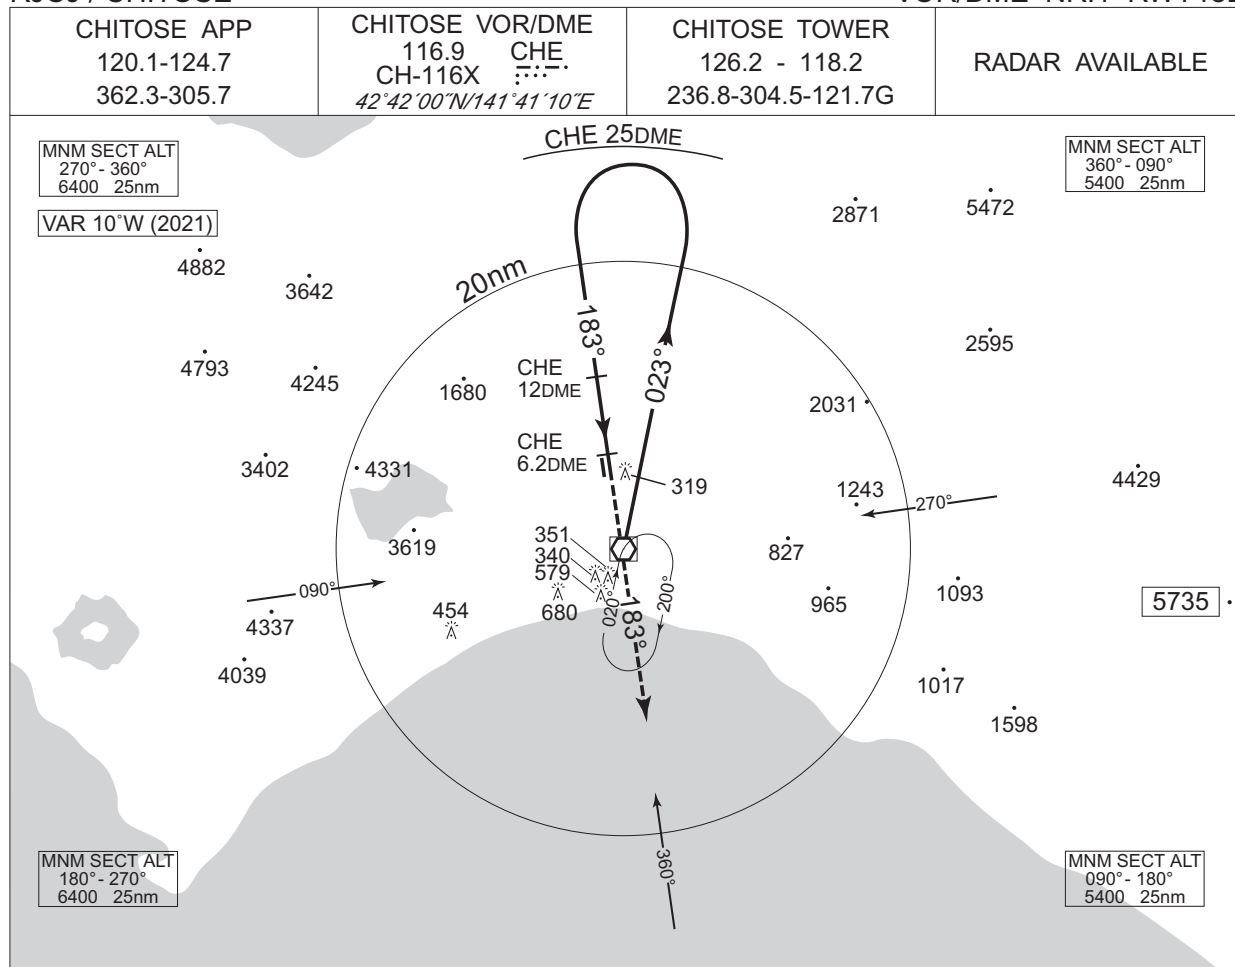 CHITOSE APP
120.1-124.7
362.3-305.7
CHITOSE VOR/DME
116.9 CHE
CH-116X
42°42´00˝N/141°41´10˝E
CHITOSE TOWER
126.2 - 118.2
236.8-304.5-121.7G
RADAR AVAILABLE
CHE 25DME
MNM SECT ALT
270°- 360°
6400 25nm
MNM SECT ALT
360°- 090°
5400 25nm
VAR 10°W (2021)
2871
5472
4882
3642
20nm
183°
023°
2595
4793
4245
1680
CHE
12DME
2031
CHE
6.2DME
3402
4331
319
4429
1243
270°
3619
351
340
579
827
090°
680
020°
200°
183°
965
1093
5735
454
4337
4039
1017
1598
360°
MNM SECT ALT
180°- 270°
6400 25nm
MNM SECT ALT
090°- 180°
5400 25nm